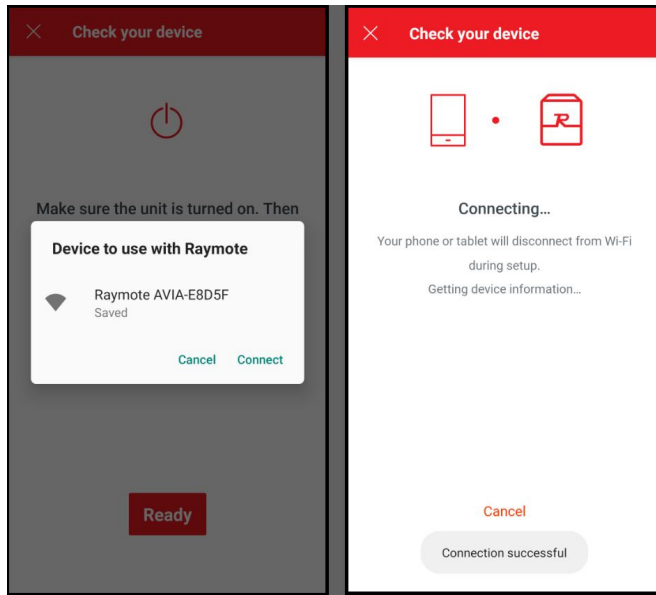 Check your device
Make sure the unit is turned on. Then
Device to use with Raymote
Raymote AVIA-E8D5F
Saved
Cancel Connect
Ready
Check your device
R
Connecting...
Your phone or tablet will disconnect from Wi-Fi
during setup.
Getting device information...
Cancel
Connection successful